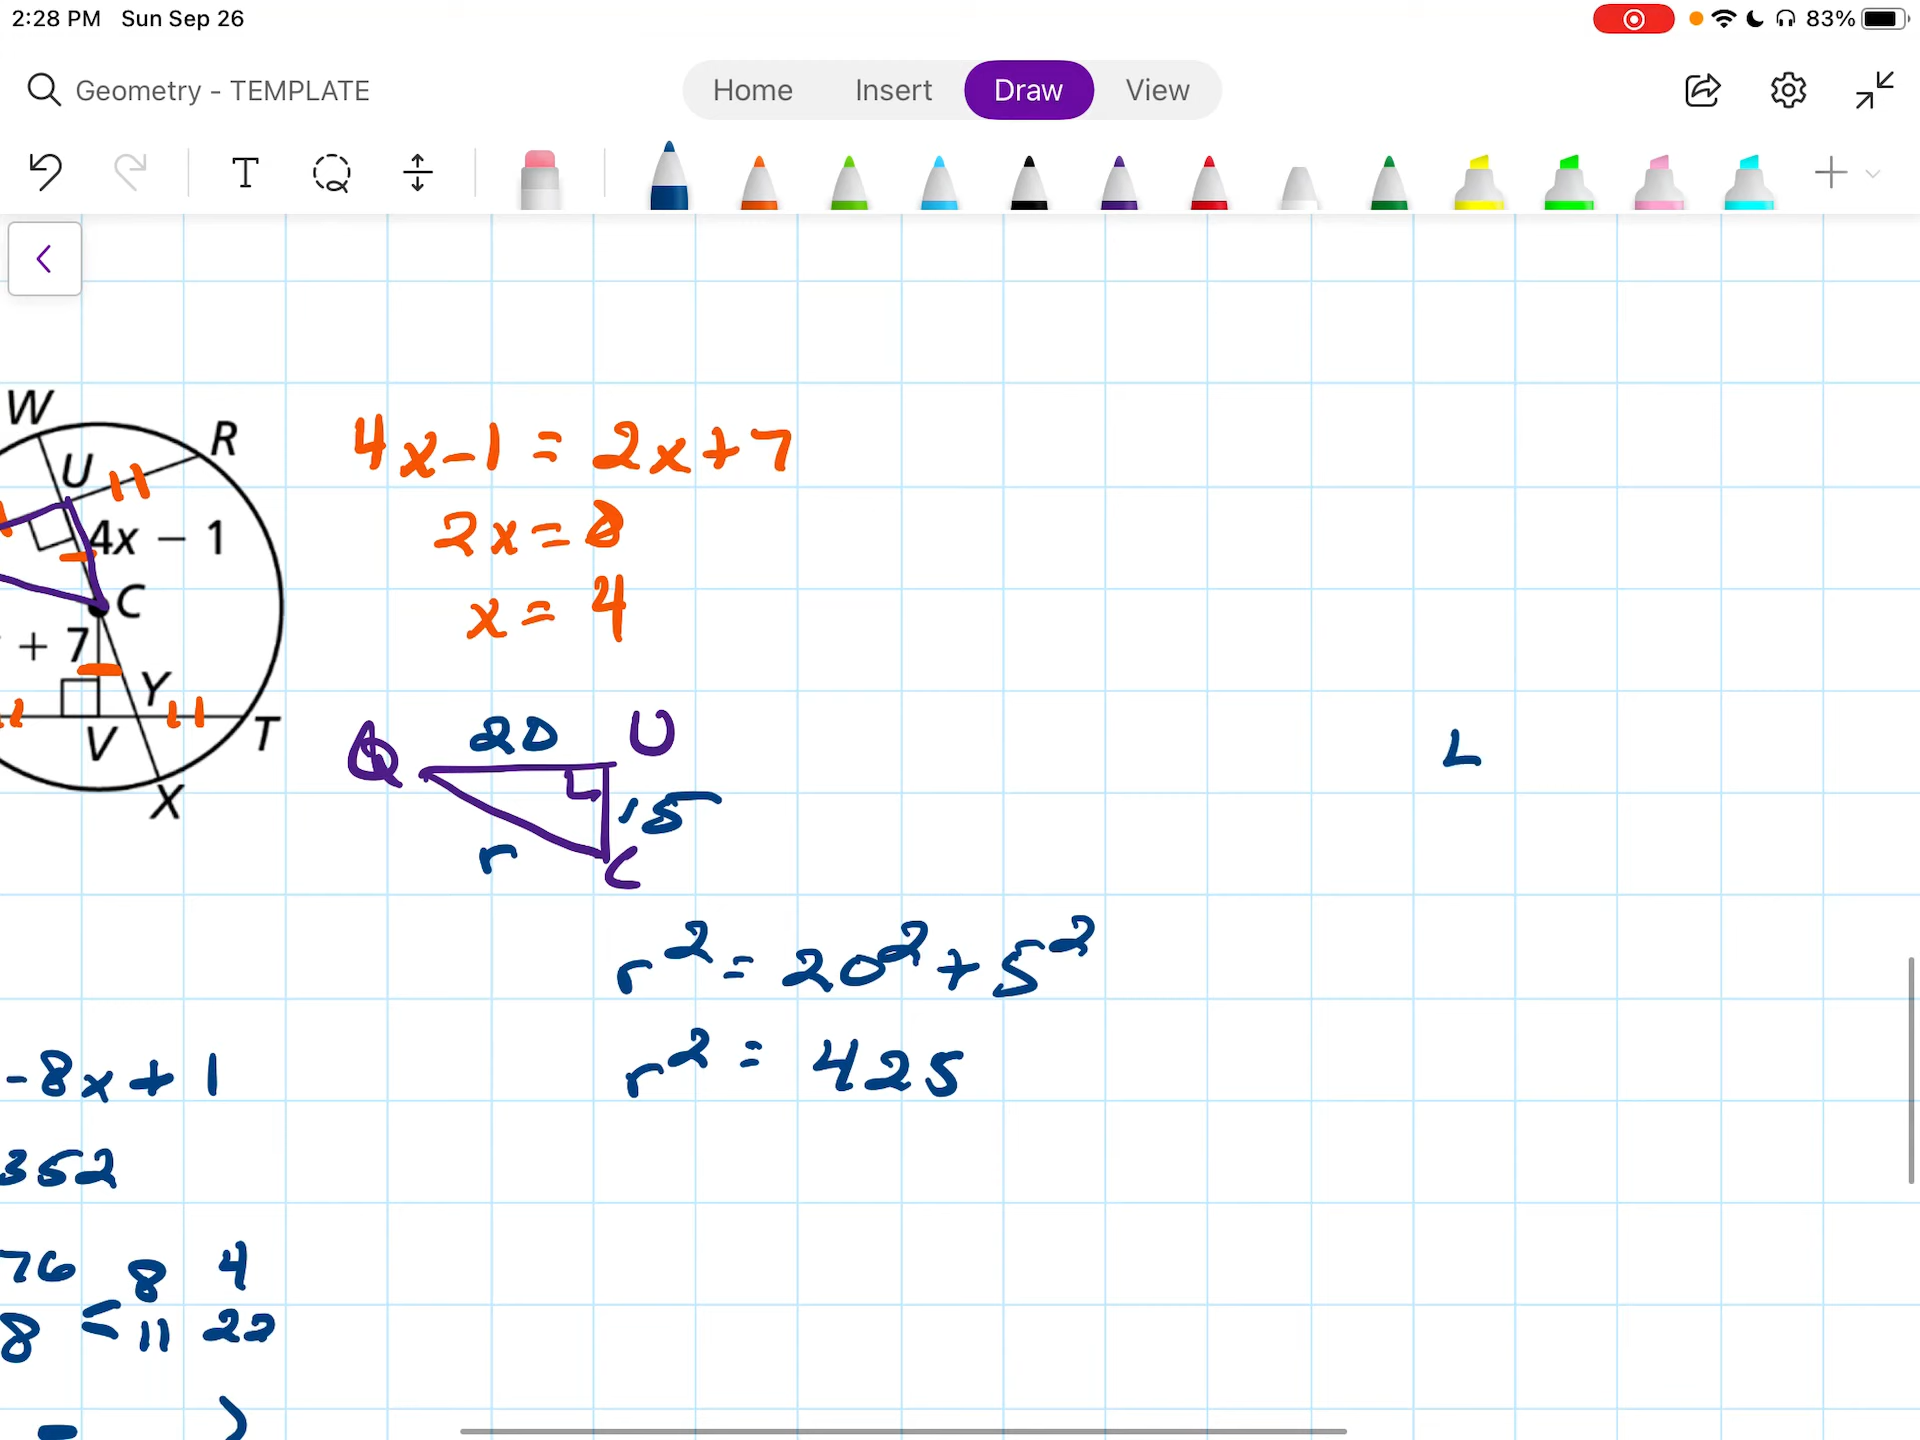 2:28 PM Sun Sep 26
83%
Geometry - TEMPLATE
Home Insert Draw View
T
W
R
U
4x − 1
C
+ 7
Y
V
T
X
4x-1 = 2x+7
2x = 8
x = 4
Q 20 U
15
r
C
L
r² = 20² + 5²
r² = 425
-8x + 1
352
76 8 4
8 11 22